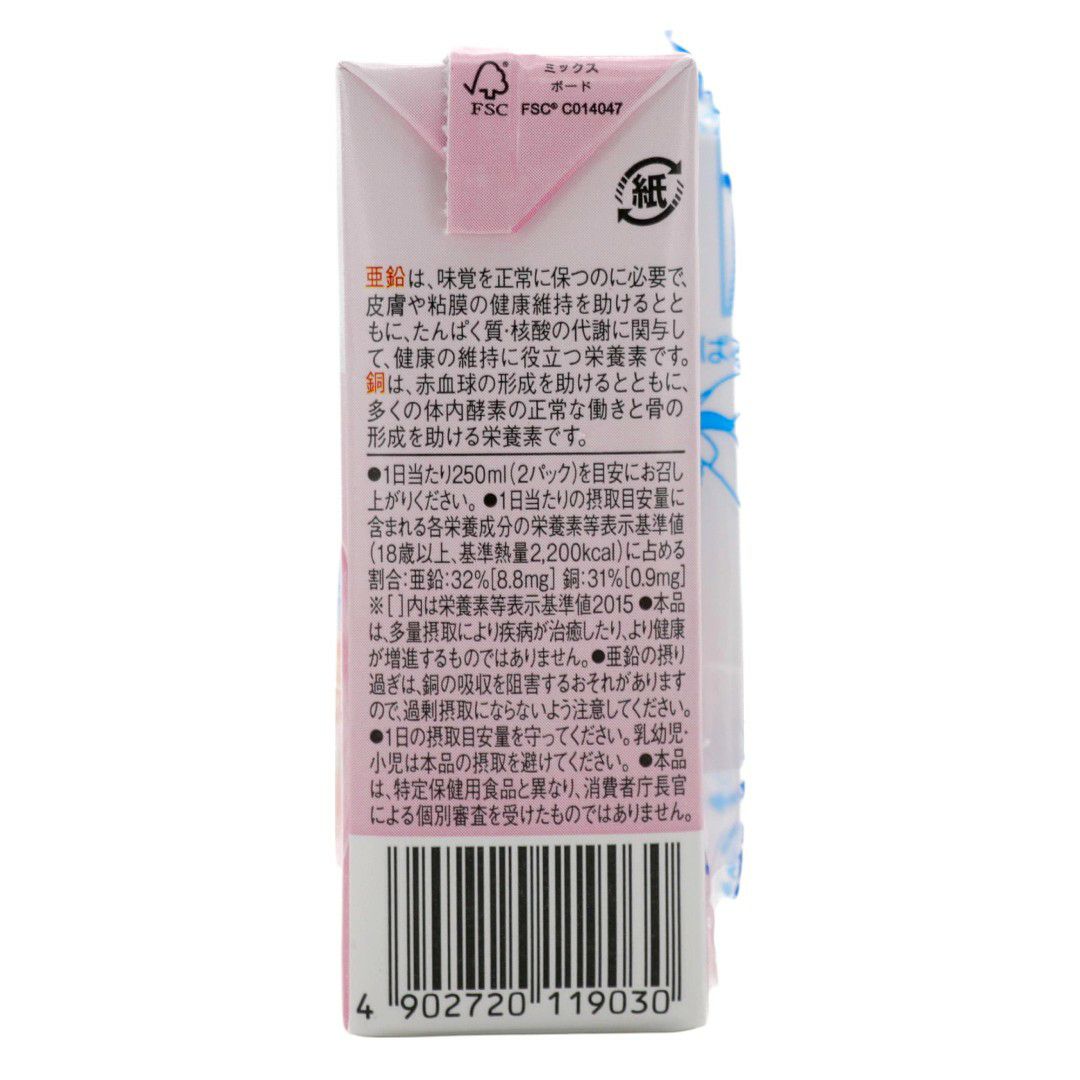 ミックス
ボード
FSC
FSC® C014047
紙
亜鉛は、味覚を正常に保つのに必要で、
皮膚や粘膜の健康維持を助けるとと
もに、たんぱく質・核酸の代謝に関与し
て、健康の維持に役立つ栄養素です。
銅は、赤血球の形成を助けるとともに、
多くの体内酵素の正常な働きと骨の
形成を助ける栄養素です。
●1日当たり250ml(2パック)を目安にお召し
上がりください。●1日当たりの摂取目安量に
含まれる各栄養成分の栄養素等表示基準値
(18歳以上、基準熱量2,200kcal)に占める
割合:亜鉛:32%[8.8mg] 銅:31%[0.9mg]
※[ ]内は栄養素等表示基準値2015 ●本品
は、多量摂取により疾病が治癒したり、より健康
が増進するものではありません。●亜鉛の摂り
過ぎは、銅の吸収を阻害するおそれがあります
ので、過剰摂取にならないよう注意してください。
●1日の摂取目安量を守ってください。乳幼児・
小児は本品の摂取を避けてください。●本品
は、特定保健用食品と異なり、消費者庁長官
による個別審査を受けたものではありません。
4 902720 119030